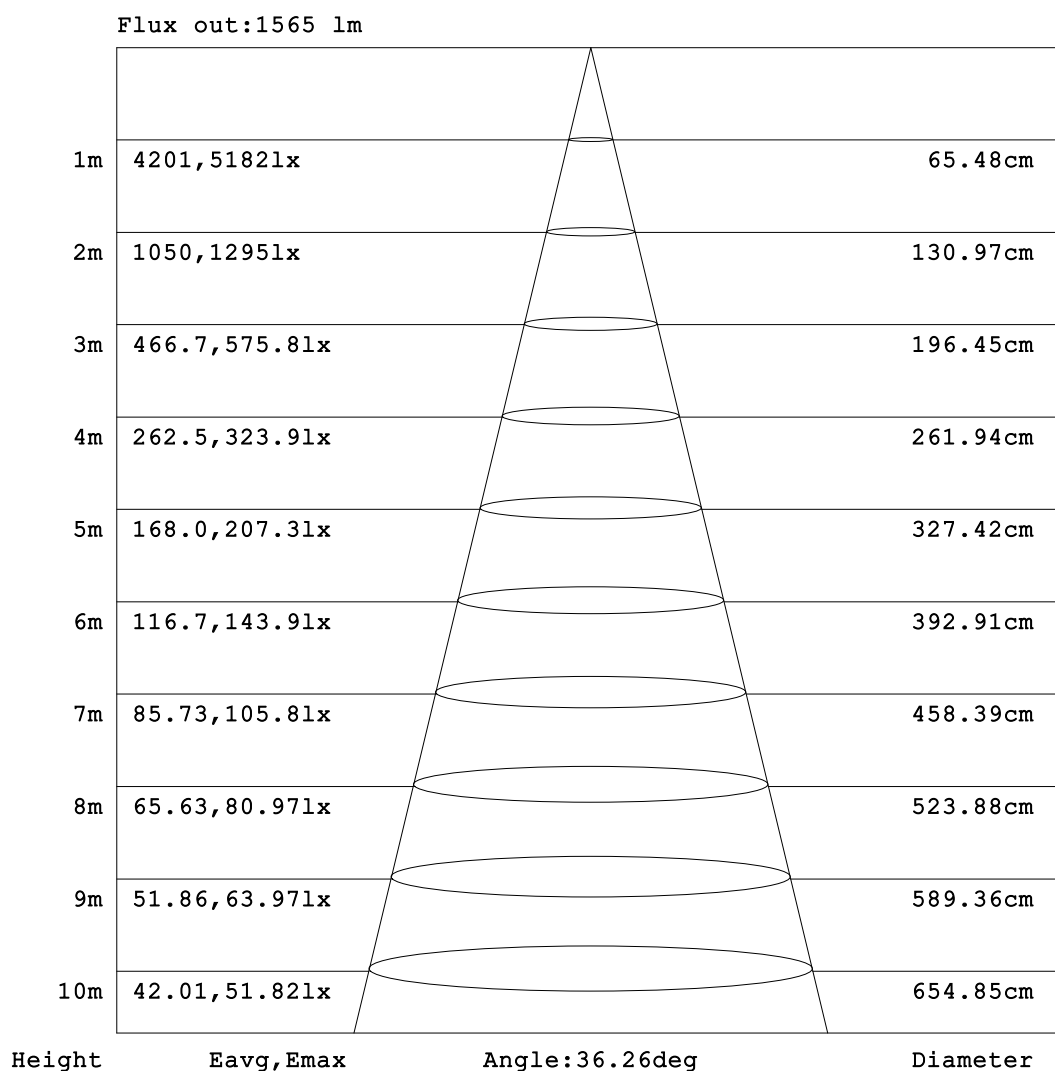 Flux out:1565 lm
1m 4201,5182lx 65.48cm
2m 1050,1295lx 130.97cm
3m 466.7,575.8lx 196.45cm
4m 262.5,323.9lx 261.94cm
5m 168.0,207.3lx 327.42cm
6m 116.7,143.9lx 392.91cm
7m 85.73,105.8lx 458.39cm
8m 65.63,80.97lx 523.88cm
9m 51.86,63.97lx 589.36cm
10m 42.01,51.82lx 654.85cm
Height Eavg,Emax Angle:36.26deg Diameter